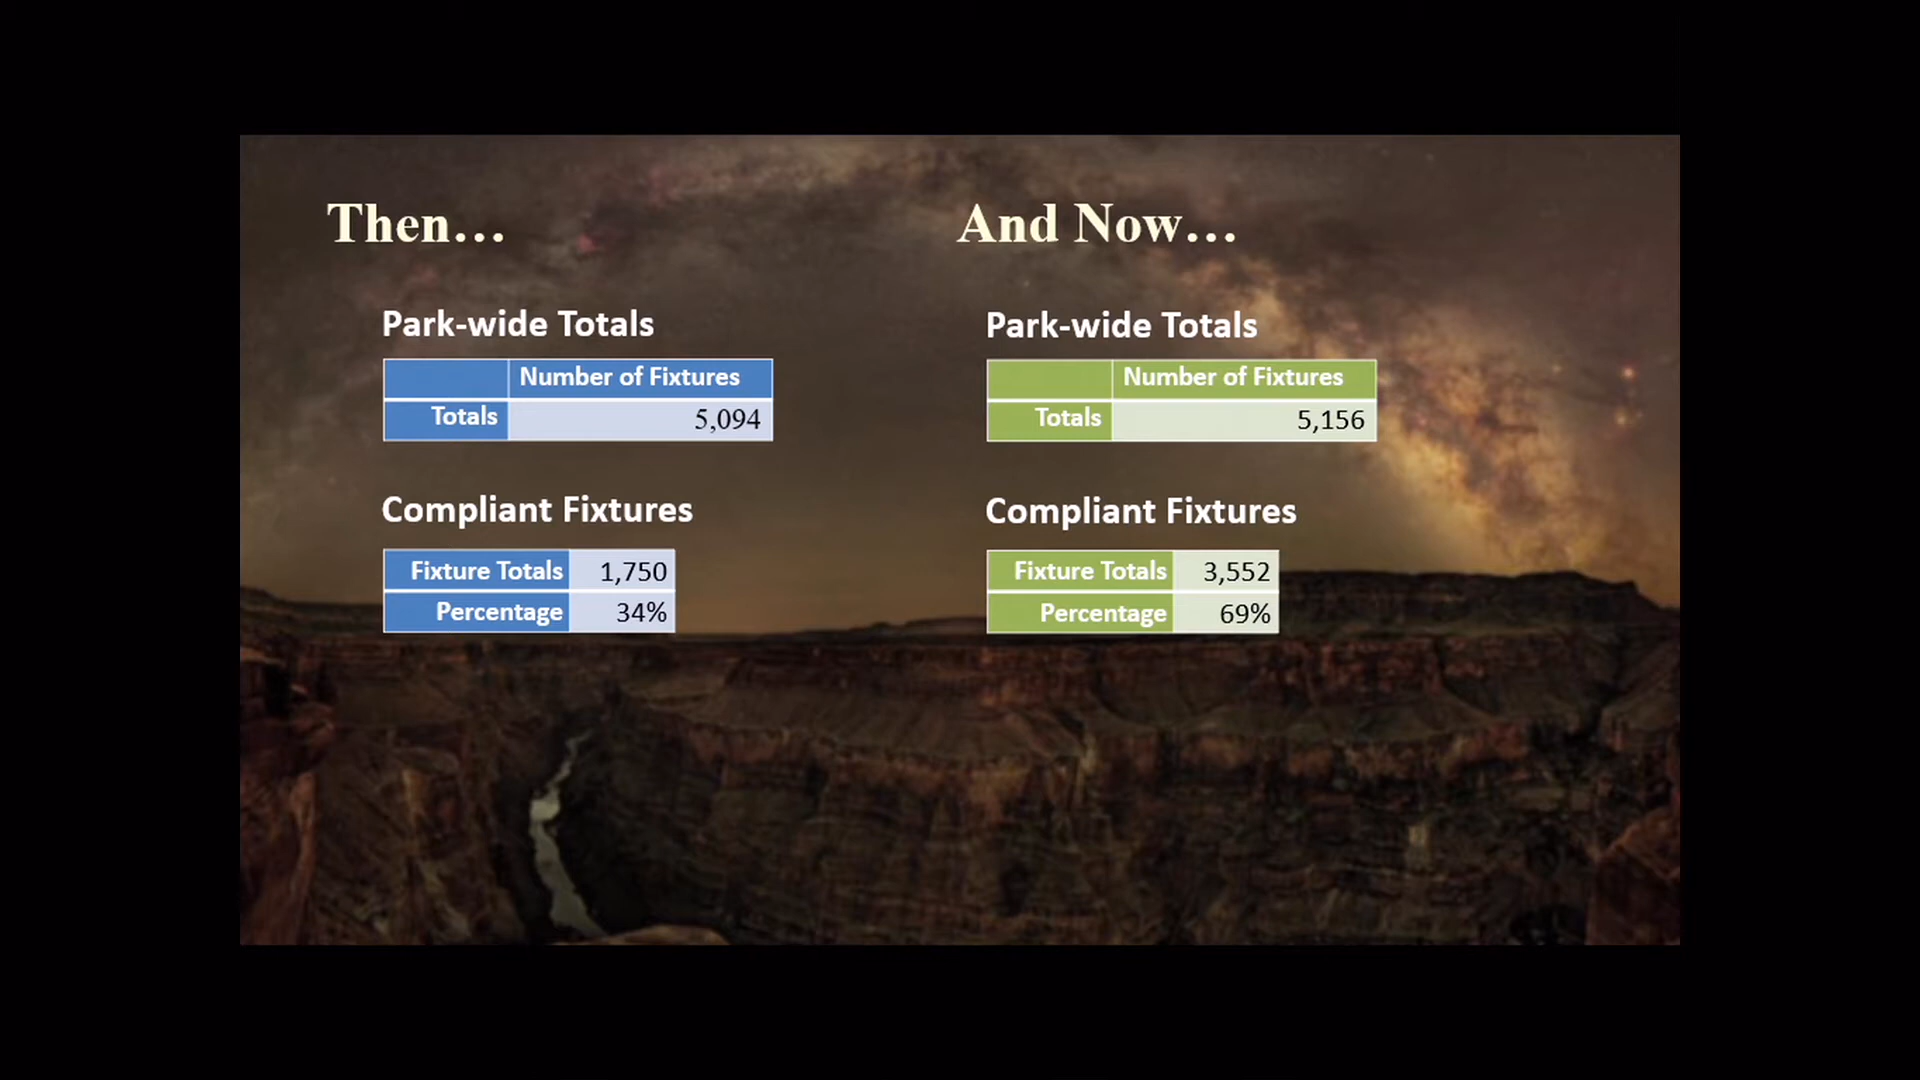 Then…
Park-wide Totals
Number of Fixtures
Totals 5,094
Compliant Fixtures
Fixture Totals 1,750
Percentage 34%
And Now…
Park-wide Totals
Number of Fixtures
Totals 5,156
Compliant Fixtures
Fixture Totals 3,552
Percentage 69%